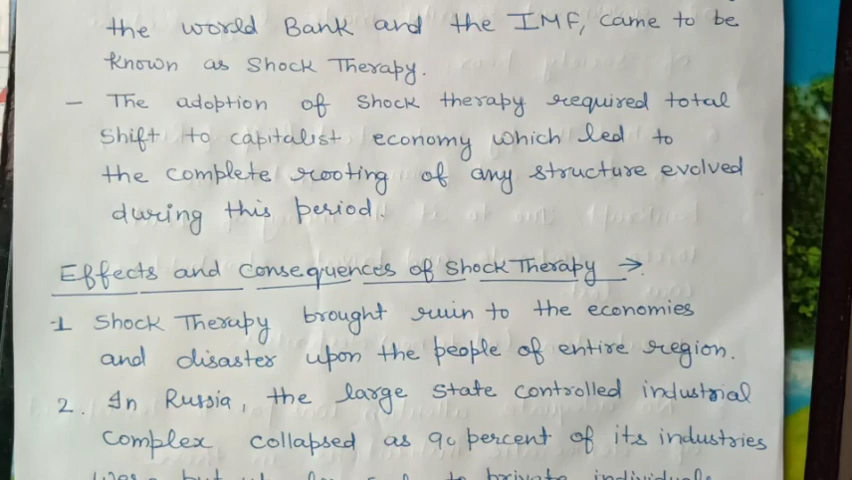 the world Bank and the IMF, came to be
known as Shock Therapy.
- The adoption of shock therapy required total
shift to capitalist economy which led to
the complete rooting of any structure evolved
during this period.
Effects and consequences of Shock Therapy →
1 Shock Therapy brought ruin to the economies
and disaster upon the people of entire region.
2. In Russia, the large state controlled industrial
complex collapsed as 90 percent of its industries
to private individuals